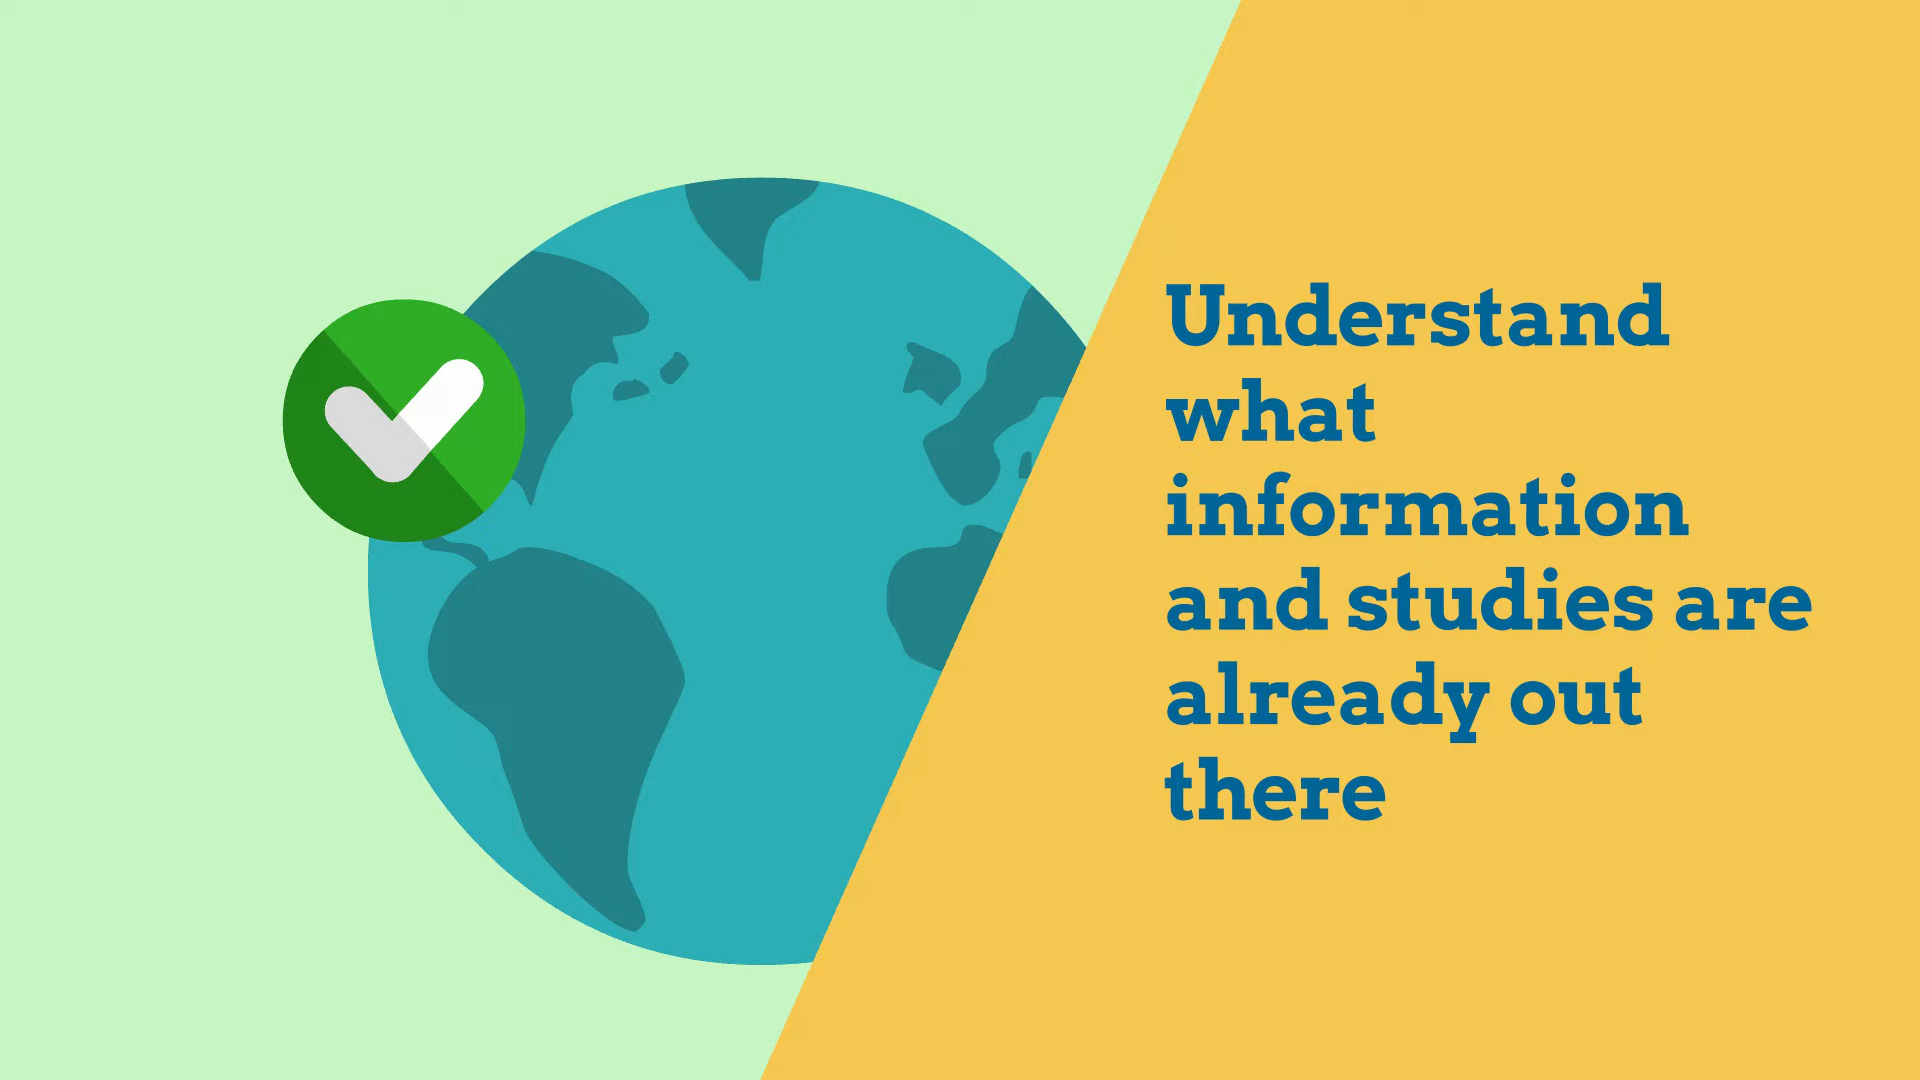 Understand
what
information
and studies are
already out
there